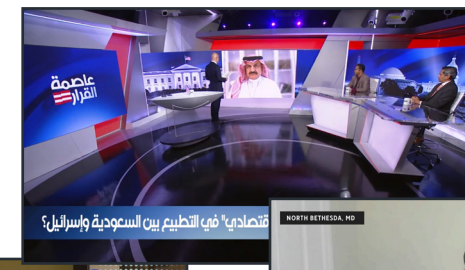 عاصمة
القرار
قتصادي" في التطبيع بين السعودية وإسرائيل؟
NORTH BETHESDA, MD